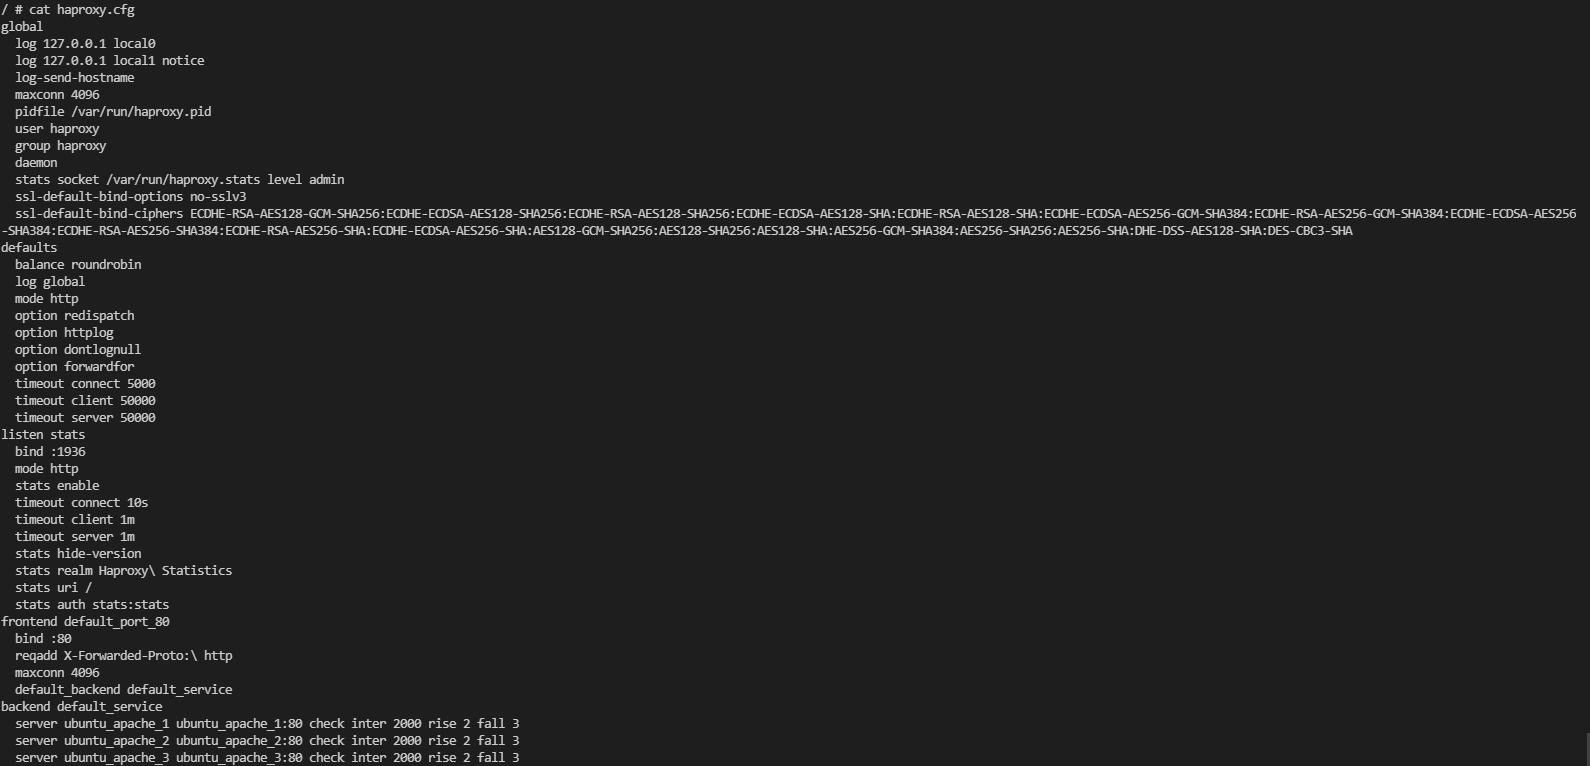 / # cat haproxy.cfg
global
  log 127.0.0.1 local0
  log 127.0.0.1 local1 notice
  log-send-hostname
  maxconn 4096
  pidfile /var/run/haproxy.pid
  user haproxy
  group haproxy
  daemon
  stats socket /var/run/haproxy.stats level admin
  ssl-default-bind-options no-sslv3
  ssl-default-bind-ciphers ECDHE-RSA-AES128-GCM-SHA256:ECDHE-ECDSA-AES128-SHA256:ECDHE-RSA-AES128-SHA256:ECDHE-ECDSA-AES128-SHA:ECDHE-RSA-AES128-SHA:ECDHE-ECDSA-AES256-GCM-SHA384:ECDHE-RSA-AES256-GCM-SHA384:ECDHE-ECDSA-AES256
-SHA384:ECDHE-RSA-AES256-SHA384:ECDHE-RSA-AES256-SHA:ECDHE-ECDSA-AES256-SHA:AES128-GCM-SHA256:AES128-SHA256:AES128-SHA:AES256-GCM-SHA384:AES256-SHA256:AES256-SHA:DHE-DSS-AES128-SHA:DES-CBC3-SHA
defaults
  balance roundrobin
  log global
  mode http
  option redispatch
  option httplog
  option dontlognull
  option forwardfor
  timeout connect 5000
  timeout client 50000
  timeout server 50000
listen stats
  bind :1936
  mode http
  stats enable
  timeout connect 10s
  timeout client 1m
  timeout server 1m
  stats hide-version
  stats realm Haproxy\ Statistics
  stats uri /
  stats auth stats:stats
frontend default_port_80
  bind :80
  reqadd X-Forwarded-Proto:\ http
  maxconn 4096
  default_backend default_service
backend default_service
  server ubuntu_apache_1 ubuntu_apache_1:80 check inter 2000 rise 2 fall 3
  server ubuntu_apache_2 ubuntu_apache_2:80 check inter 2000 rise 2 fall 3
  server ubuntu_apache_3 ubuntu_apache_3:80 check inter 2000 rise 2 fall 3